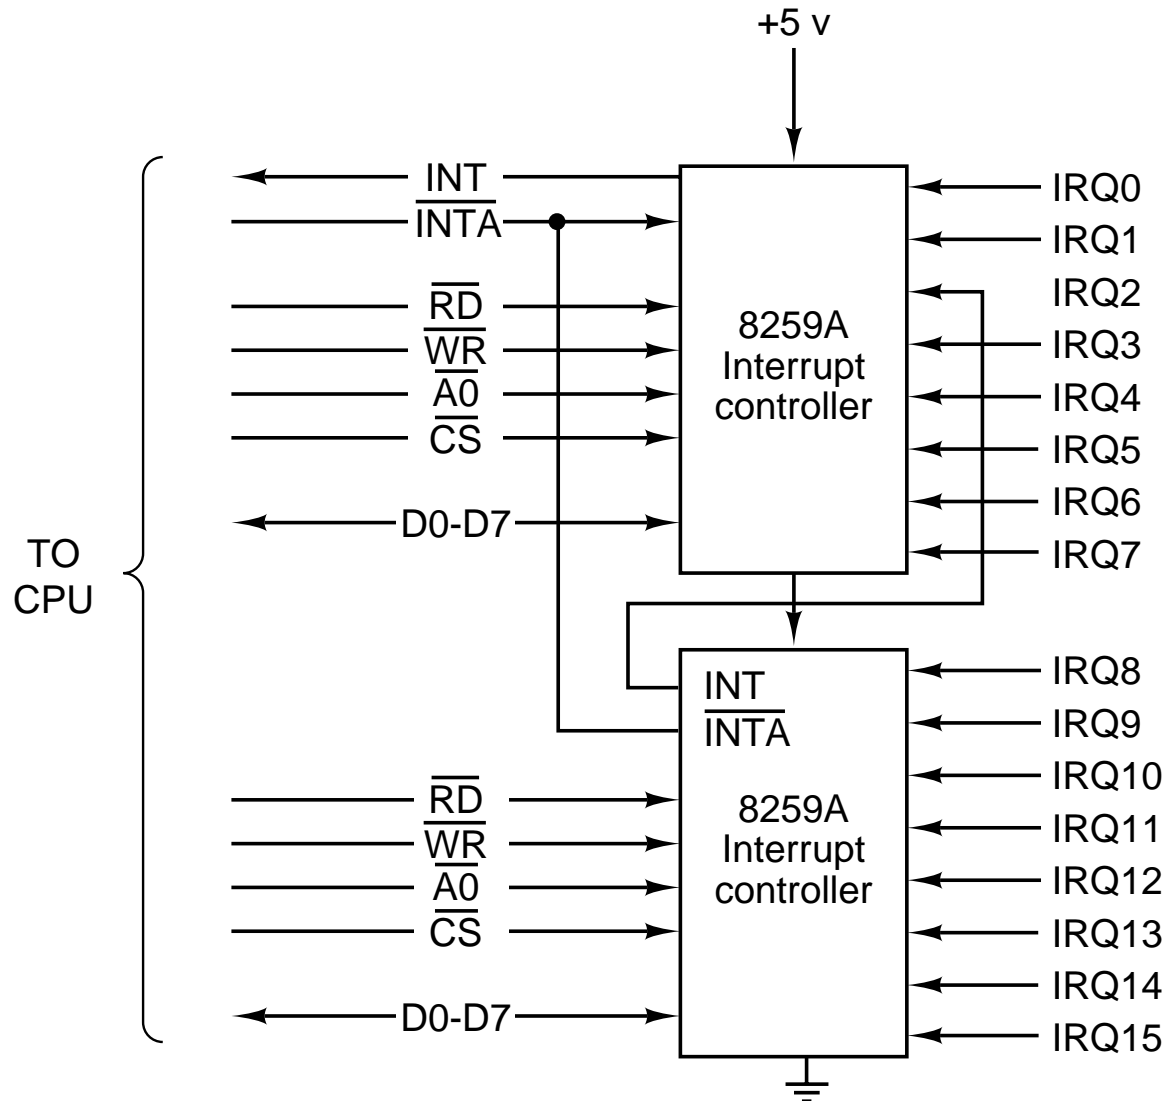 +5 v
INT
INTA
RD
WR
A0
CS
D0-D7
8259A
Interrupt
controller
IRQ0
IRQ1
IRQ2
IRQ3
IRQ4
IRQ5
IRQ6
IRQ7
TO
CPU
INT
INTA
RD
WR
A0
CS
D0-D7
8259A
Interrupt
controller
IRQ8
IRQ9
IRQ10
IRQ11
IRQ12
IRQ13
IRQ14
IRQ15